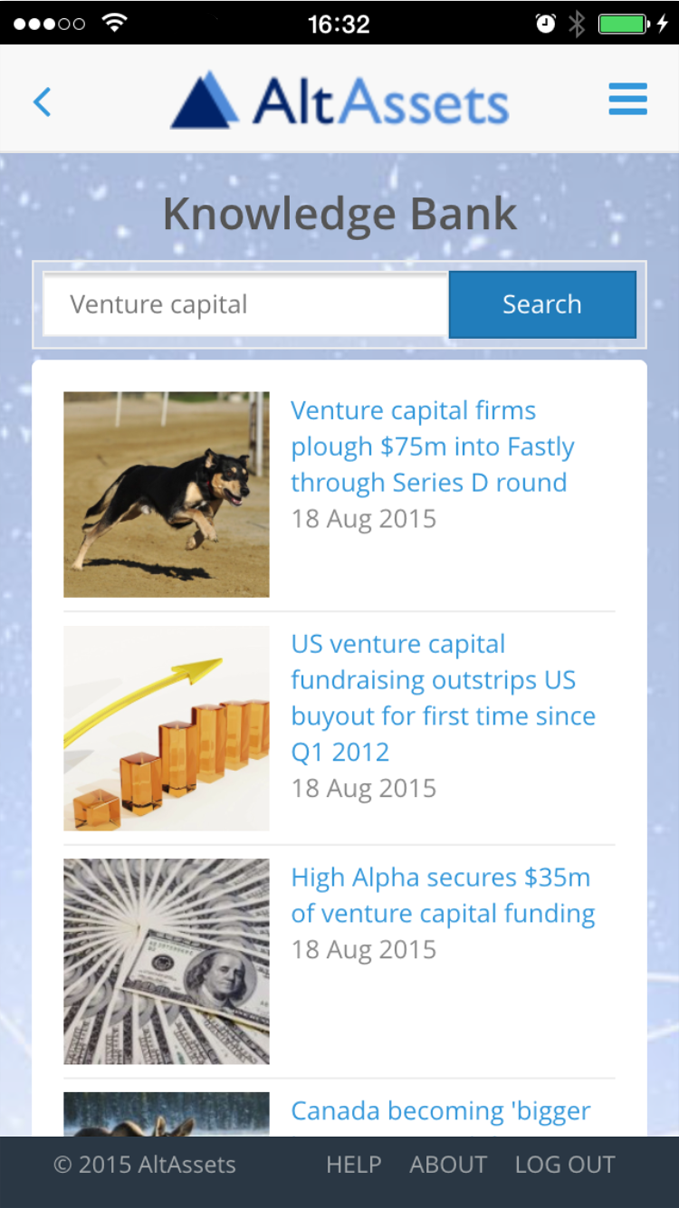 16:32
AltAssets
Knowledge Bank
Venture capital
Search
Venture capital firms
plough $75m into Fastly
through Series D round
18 Aug 2015
US venture capital
fundraising outstrips US
buyout for first time since
Q1 2012
18 Aug 2015
High Alpha secures $35m
of venture capital funding
18 Aug 2015
Canada becoming 'bigger
© 2015 AltAssets HELP ABOUT LOG OUT